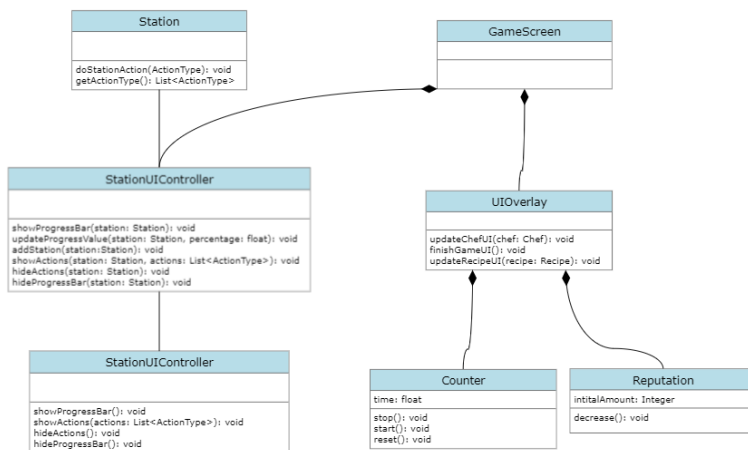 Station
doStationAction(ActionType): void
getActionType(): List<ActionType>
GameScreen
StationUIController
showProgressBar(station: Station): void
updateProgressValue(station: Station, percentage: float): void
addStation(station:Station): void
showActions(station: Station, actions: List<ActionType>): void
hideActions(station: Station): void
hideProgressBar(station: Station): void
UIOverlay
updateChefUI(chef: Chef): void
finishGameUI(): void
updateRecipeUI(recipe: Recipe): void
StationUIController
showProgressBar(): void
showActions(actions: List<ActionType>): void
hideActions(): void
hideProgressBar(): void
Counter
time: float
stop(): void
start(): void
reset(): void
Reputation
intitalAmount: Integer
decrease(): void